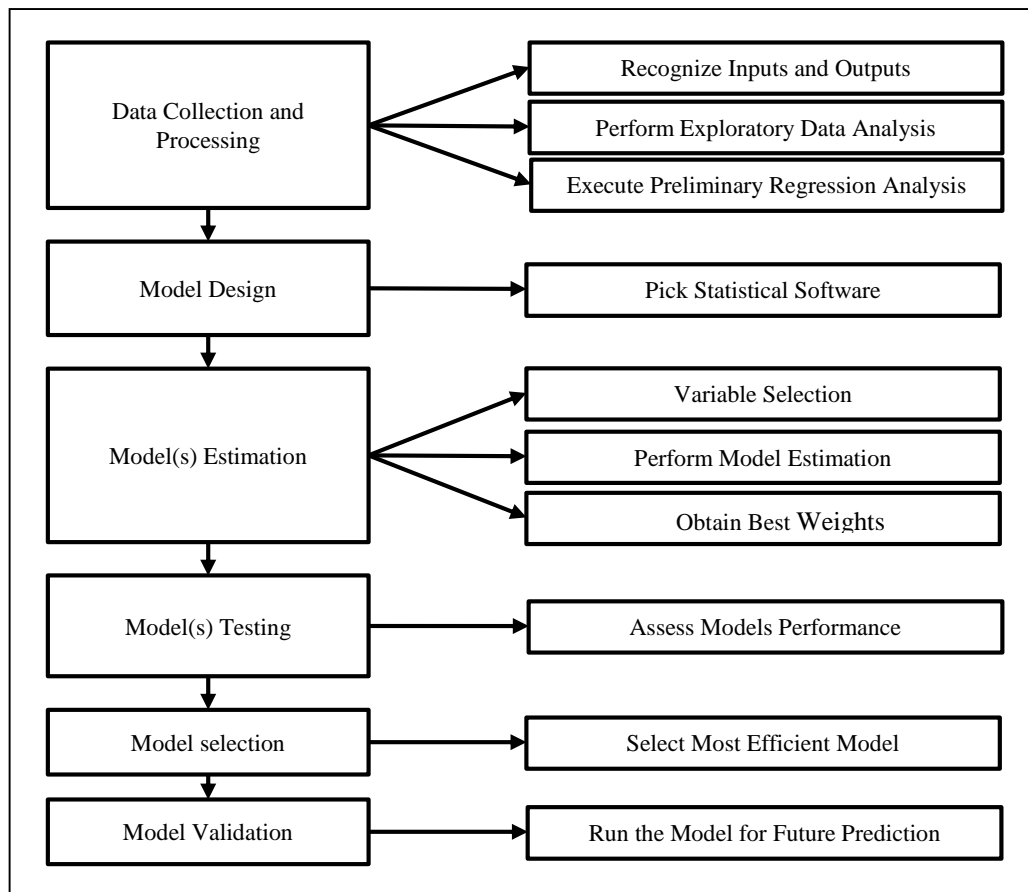 Data Collection and
Processing
Recognize Inputs and Outputs
Perform Exploratory Data Analysis
Execute Preliminary Regression Analysis
Model Design
Pick Statistical Software
Model(s) Estimation
Variable Selection
Perform Model Estimation
Obtain Best Weights
Model(s) Testing
Assess Models Performance
Model selection
Select Most Efficient Model
Model Validation
Run the Model for Future Prediction